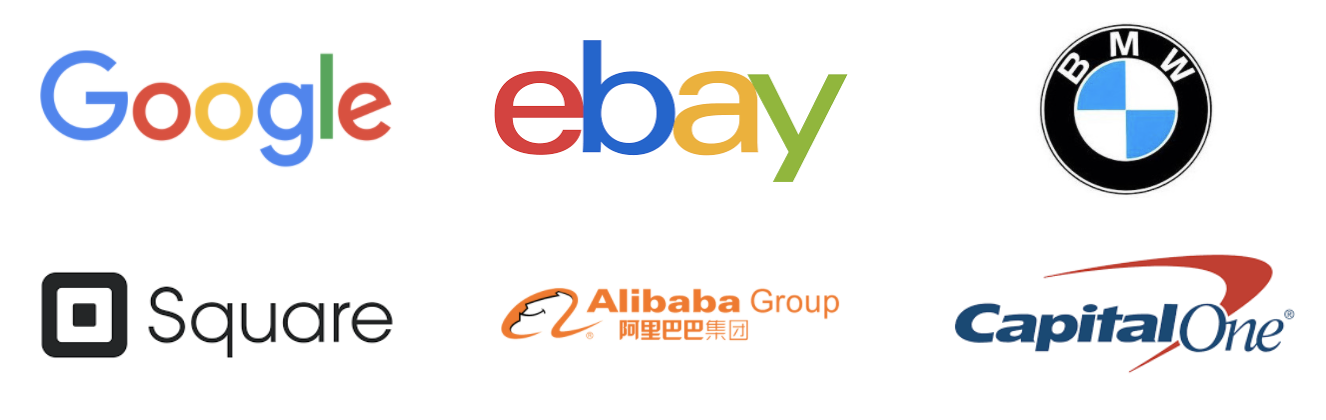 Google
ebay
BMW
Square
Alibaba Group
阿里巴巴集团
®
CapitalOne®